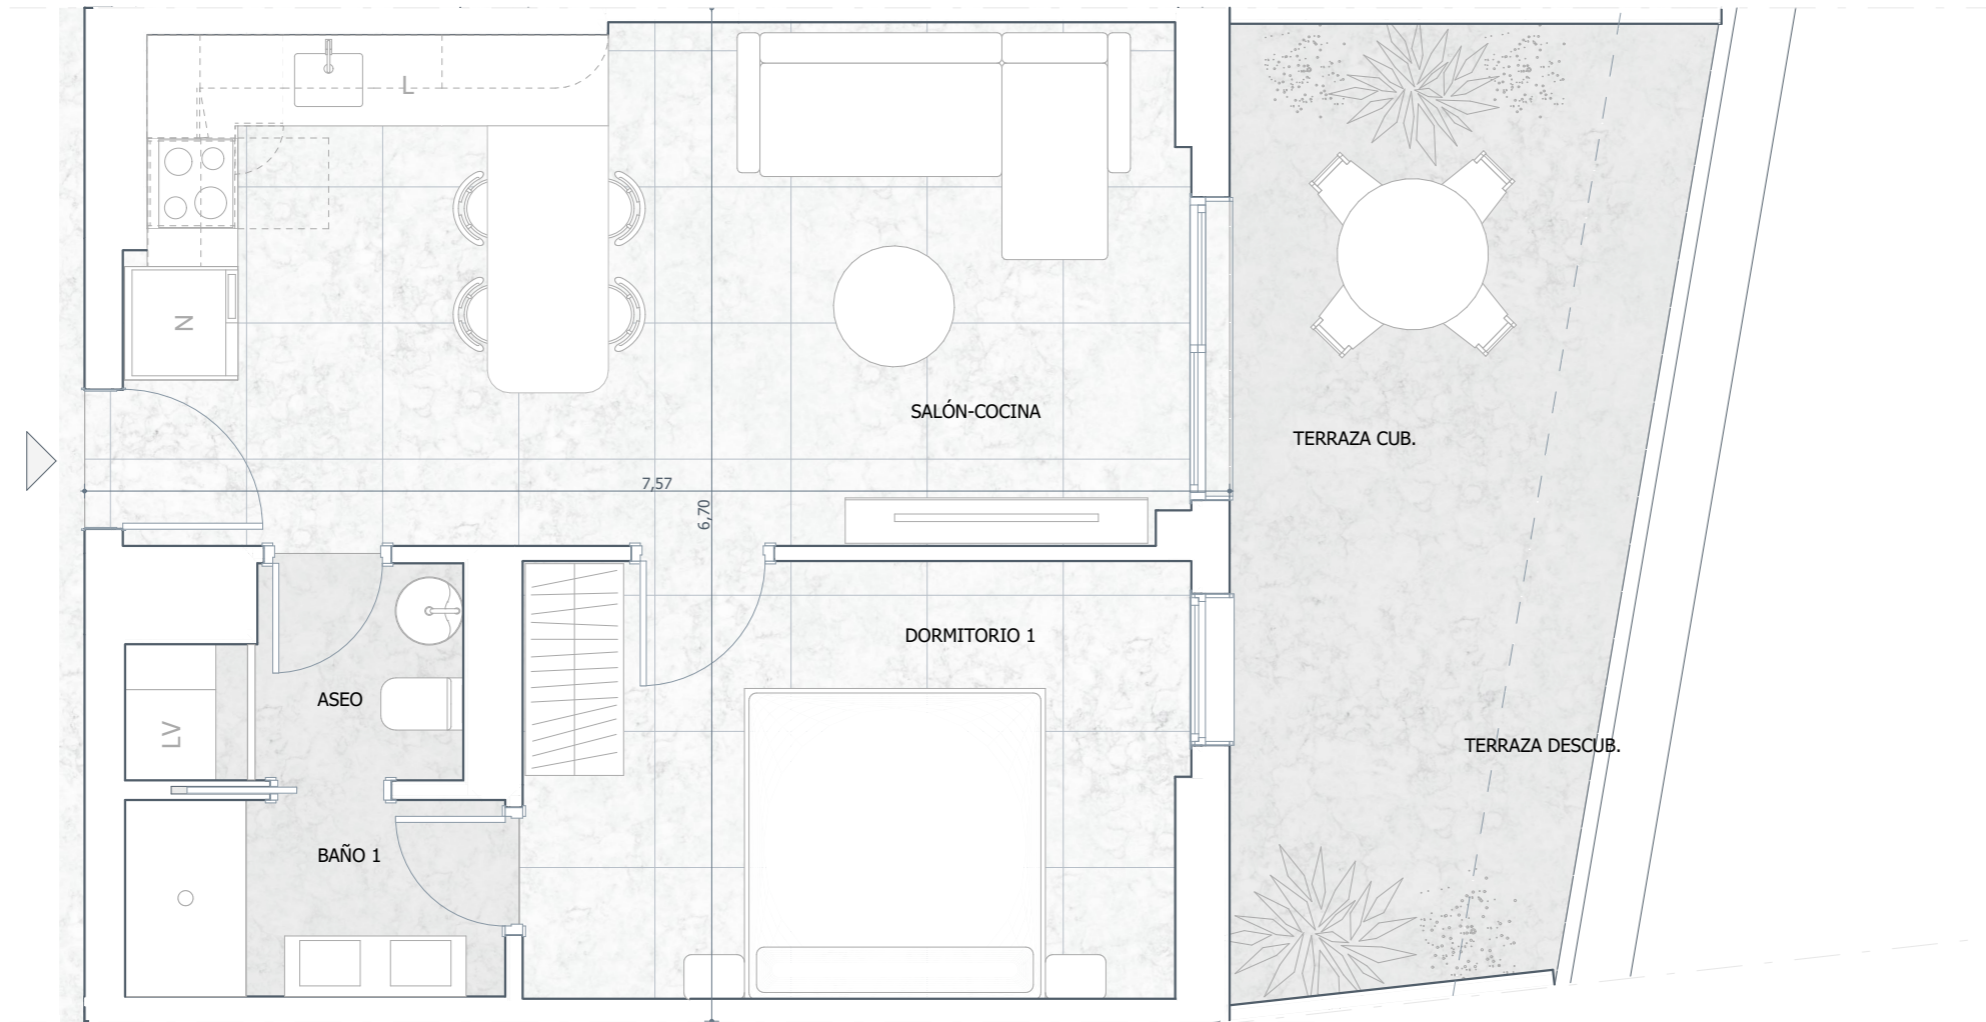 L
N
SALÓN-COCINA
TERRAZA CUB.
7,57
6,70
DORMITORIO 1
ASEO
LV
TERRAZA DESCUB.
BAÑO 1